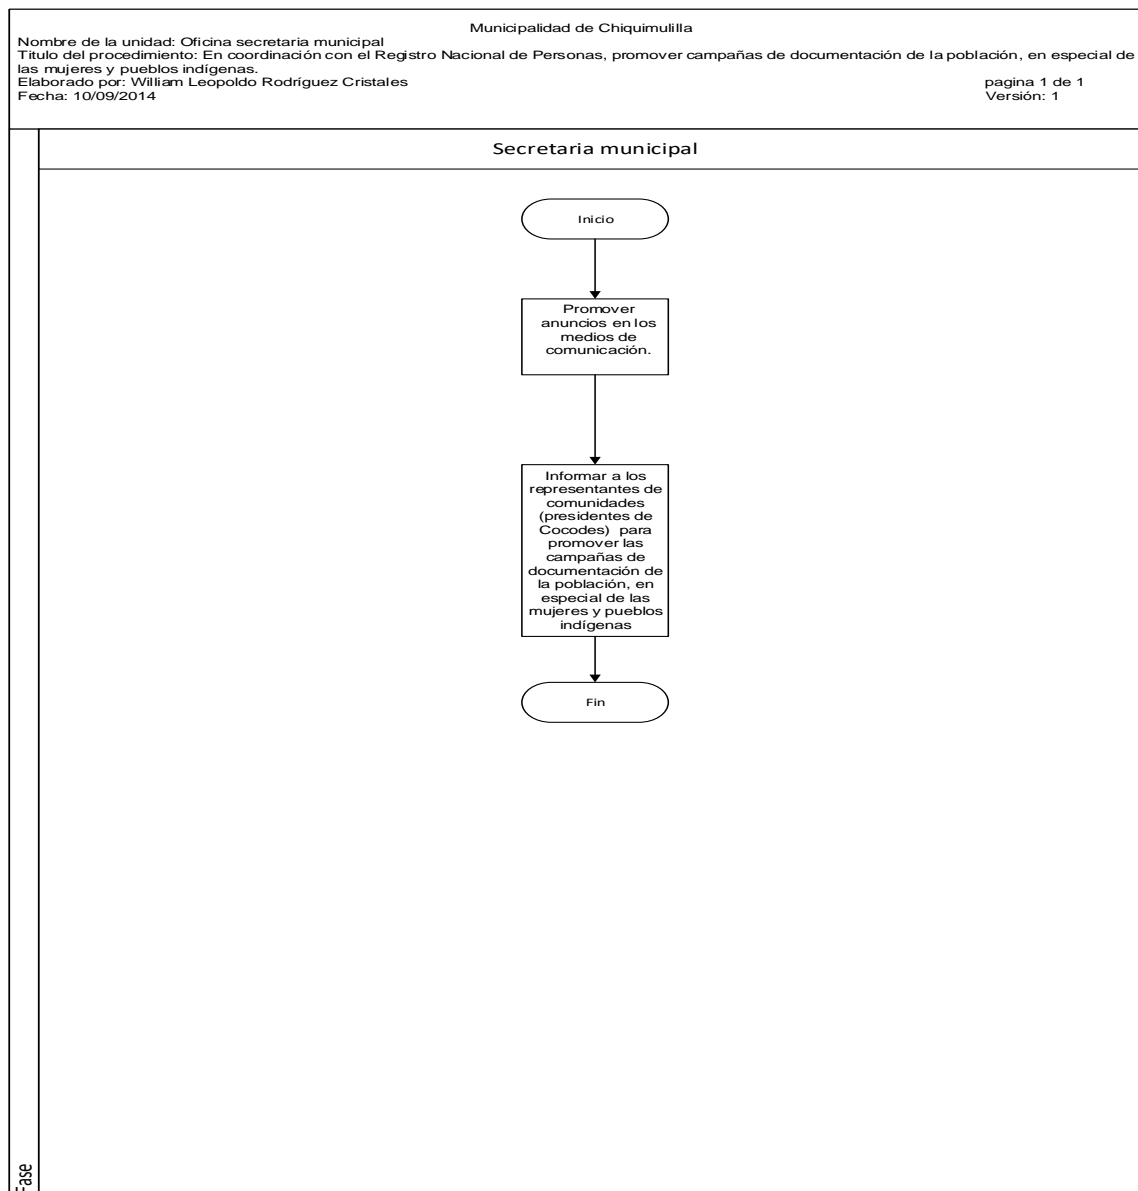 Municipalidad de Chiquimulilla
Nombre de la unidad: Oficina secretaria municipal
Titulo del procedimiento: En coordinación con el Registro Nacional de Personas, promover campañas de documentación de la población, en especial de
las mujeres y pueblos indígenas.
Elaborado por: William Leopoldo Rodríguez Cristales
pagina 1 de 1
Fecha: 10/09/2014
Versión: 1
Secretaria municipal
Inicio
Promover
anuncios en los
medios de
comunicación.
Informar a los
representantes de
comunidades
(presidentes de
Cocodes) para
promover las
campañas de
documentación de
la población, en
especial de las
mujeres y pueblos
indígenas
Fin
Fase